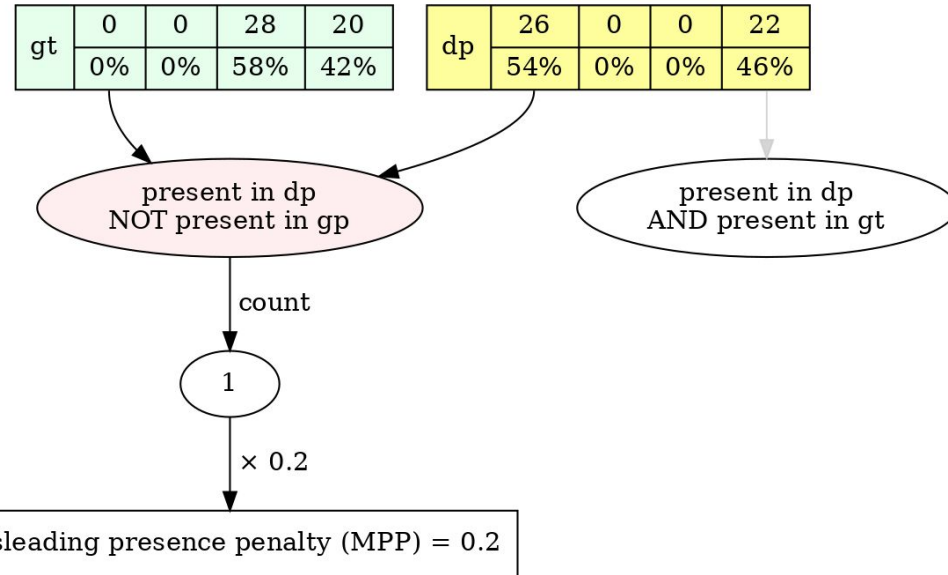 gt 0 0 28 20
0% 0% 58% 42%
dp 26 0 0 22
54% 0% 0% 46%
present in dp
NOT present in gp
present in dp
AND present in gt
count
1
× 0.2
presence penalty (MPP) = 0.2